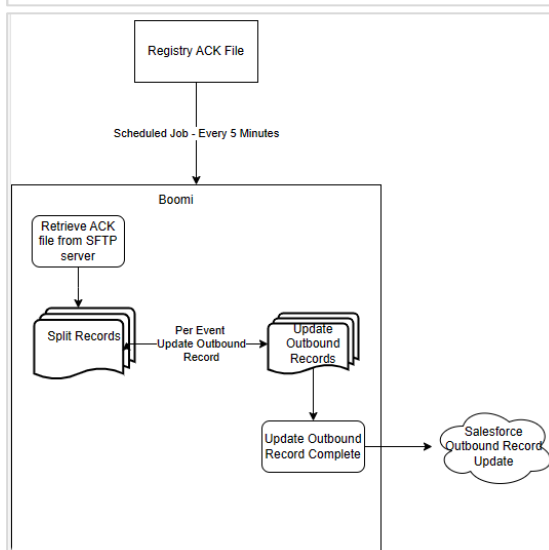 Registry ACK File
Scheduled Job - Every 5 Minutes
Boomi
Retrieve ACK
file from SFTP
server
Split Records
Per Event
Update Outbound
Record
Update
Outbound
Records
Update Outbound
Record Complete
Salesforce
Outbound Record
Update